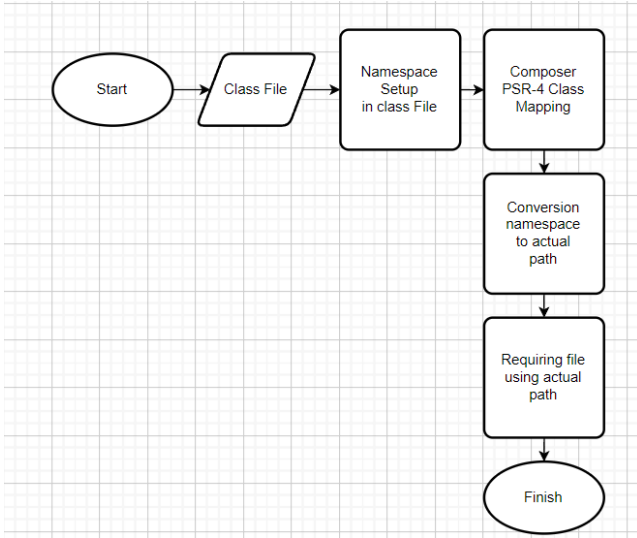 Start
Class File
Namespace
Setup
in class File
Composer
PSR-4 Class
Mapping
Conversion
namespace
to actual
path
Requiring file
using actual
path
Finish